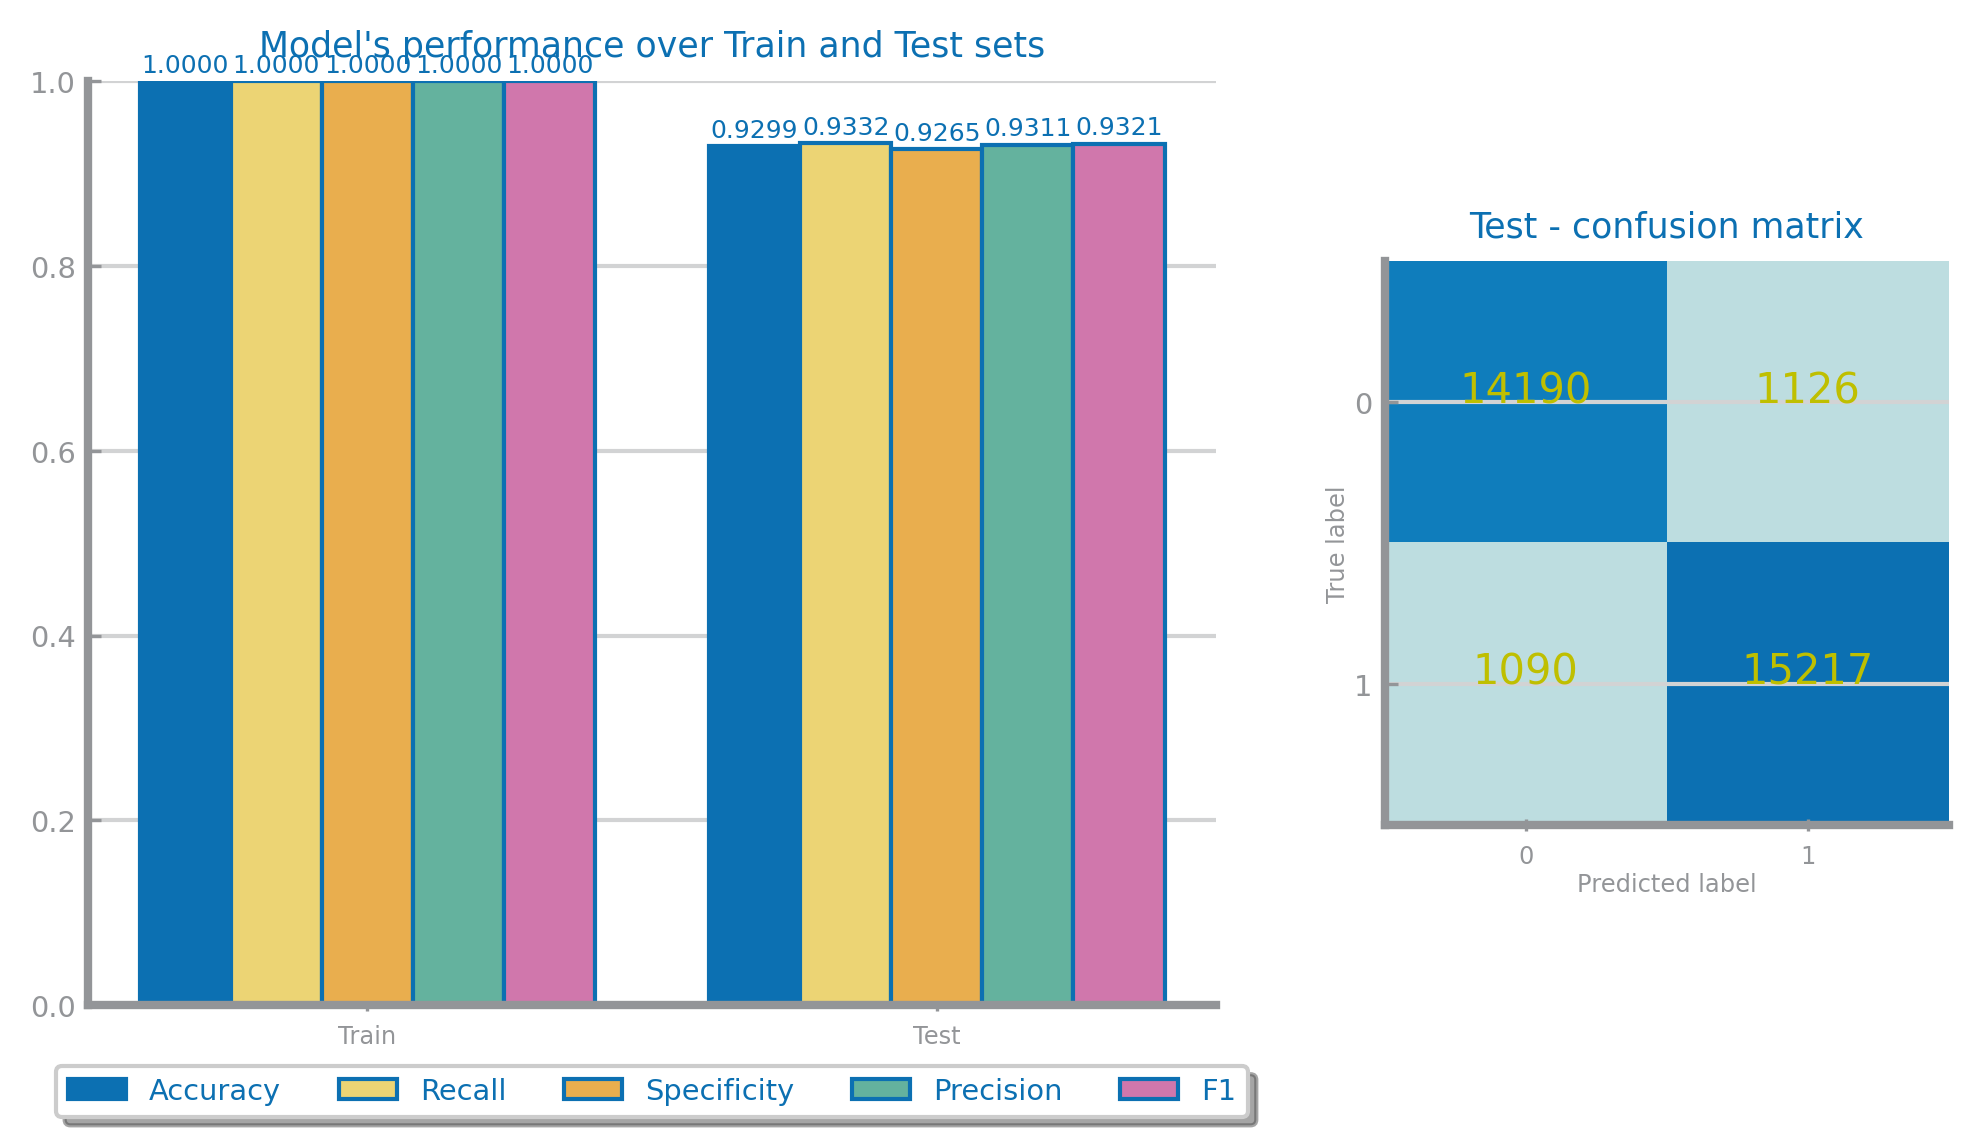 Model's performance over Train and Test sets
1.0000 1.0000 1.0000 1.0000 1.0000
0.9299 0.9332 0.9265 0.9311 0.9321
1.0
0.8
0.6
0.4
0.2
0.0
Train Test
Accuracy Recall Specificity Precision F1
Test - confusion matrix
True label
0 14190 1126
1 1090 15217
0 1
Predicted label